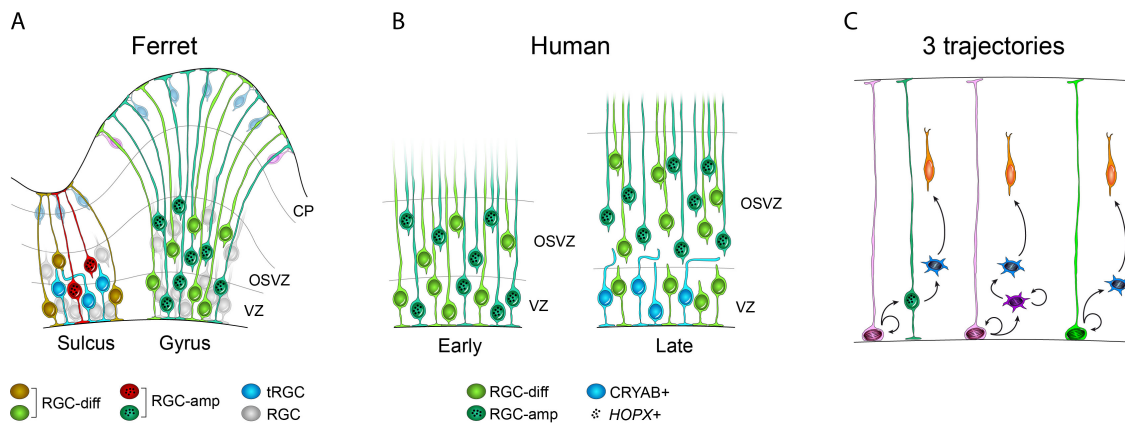 A
Ferret
CP
OSVZ
VZ
Sulcus
Gyrus
RGC-diff
RGC-amp
tRGC
RGC
B
Human
OSVZ
VZ
OSVZ
VZ
Early
Late
RGC-diff
CRYAB+
RGC-amp
HOPX+
C
3 trajectories